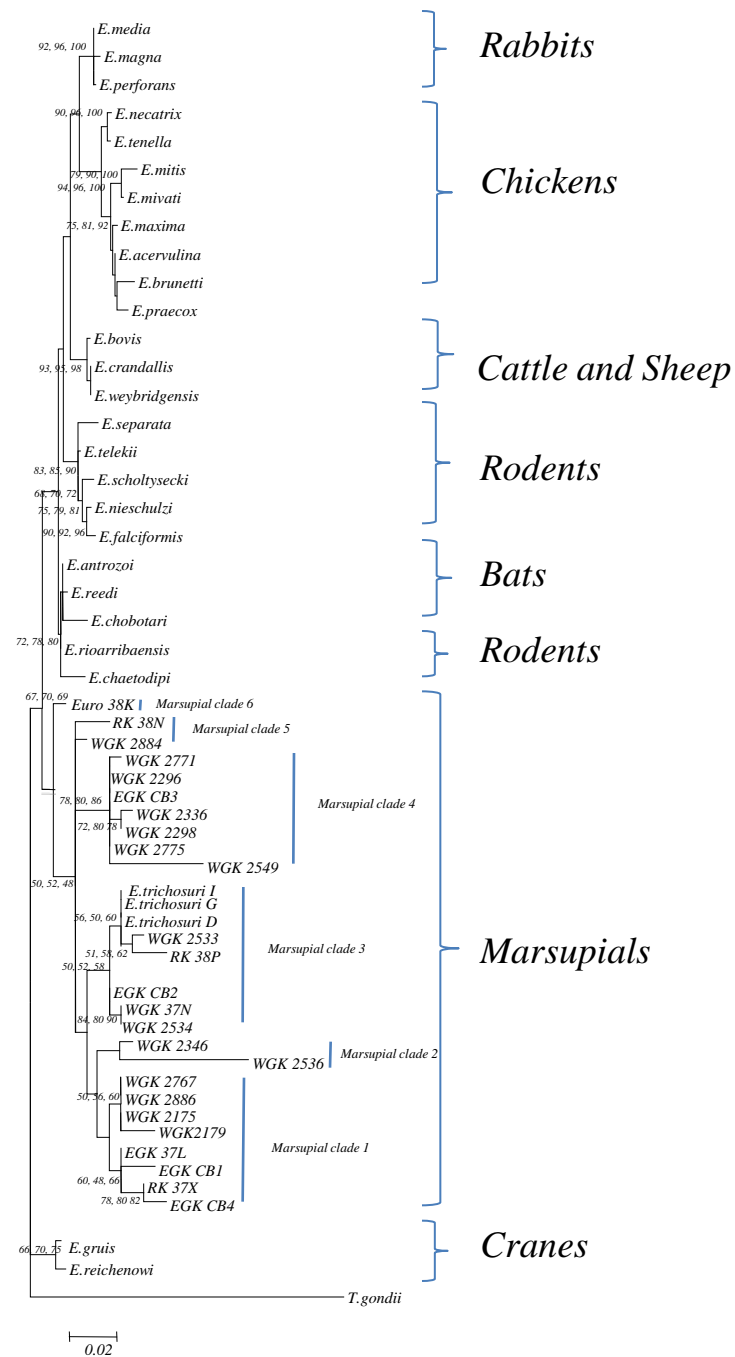 E.media
92, 96, 100
E.magna
Rabbits
E.perforans
90, 96, 100
E.necatrix
E.tenella
79, 90, 100
E.mitis
Chickens
94, 96, 100
E.mivati
75, 81, 92
E.maxima
E.acervulina
E.brunetti
E.praecox
E.bovis
93, 95, 98
E.crandallis
Cattle and Sheep
E.weybridgensis
E.separata
E.telekii
83, 85, 90
Rodents
E.scholtysecki
68, 70, 72
E.nieschulzi
75, 79, 81
90, 92, 96
E.falciformis
E.antrozoi
Bats
E.reedi
E.chobotari
72, 78, 80
E.rioarribaensis
Rodents
E.chaetodipi
67, 70, 69
Euro 38K
Marsupial clade 6
RK 38N
Marsupial clade 5
WGK 2884
WGK 2771
WGK 2296
78, 80, 86
EGK CB3
Marsupial clade 4
WGK 2336
72, 80 78
WGK 2298
WGK 2775
WGK 2549
50, 52, 48
E.trichosuri I
E.trichosuri G
56, 50, 60
E.trichosuri D
WGK 2533
Marsupial clade 3
Marsupials
51, 58, 62
RK 38P
50, 52, 58
EGK CB2
WGK 37N
84, 80 90
WGK 2534
WGK 2346
Marsupial clade 2
WGK 2536
WGK 2767
50, 56, 60
WGK 2886
WGK 2175
WGK2179
Marsupial clade 1
EGK 37L
EGK CB1
60, 48, 66
RK 37X
78, 80 82
EGK CB4
66, 70, 75
E.gruis
Cranes
E.reichenowi
T.gondii
0.02